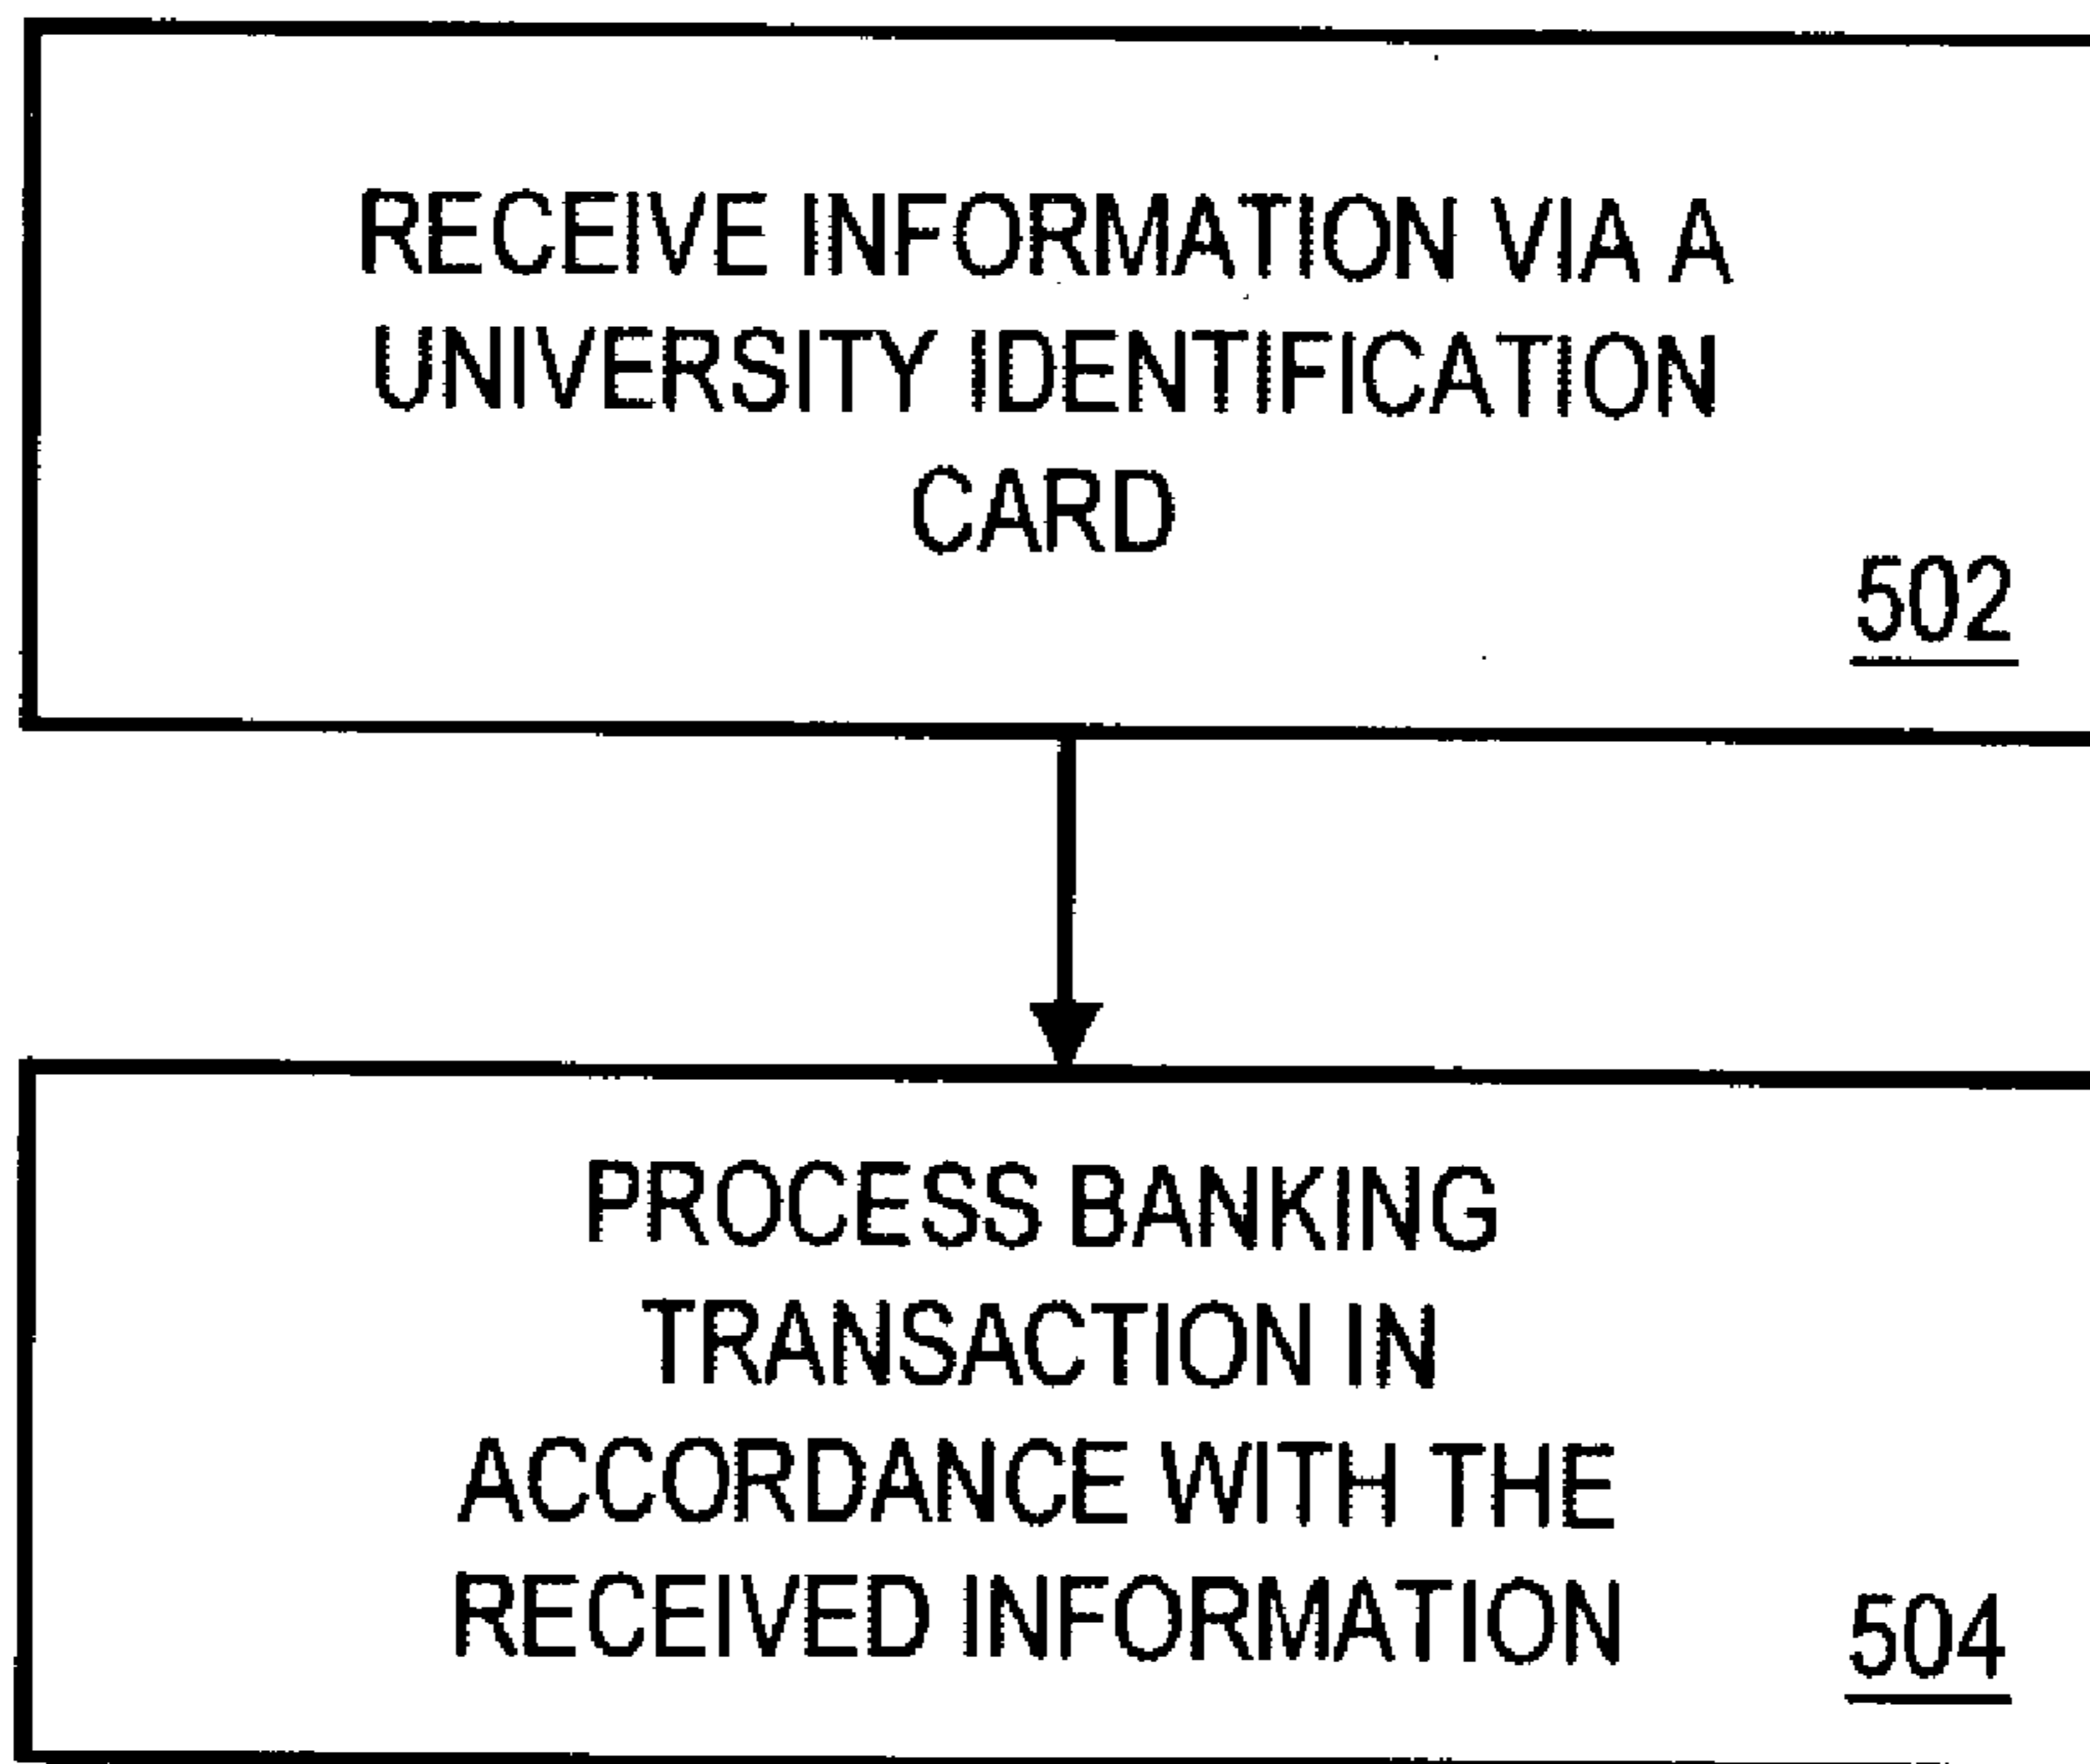 RECEIVE INFORMATION VIA A
UNIVERSITY IDENTIFICATION
CARD
502
PROCESS BANKING
TRANSACTION IN
ACCORDANCE WITH THE
RECEIVED INFORMATION
504